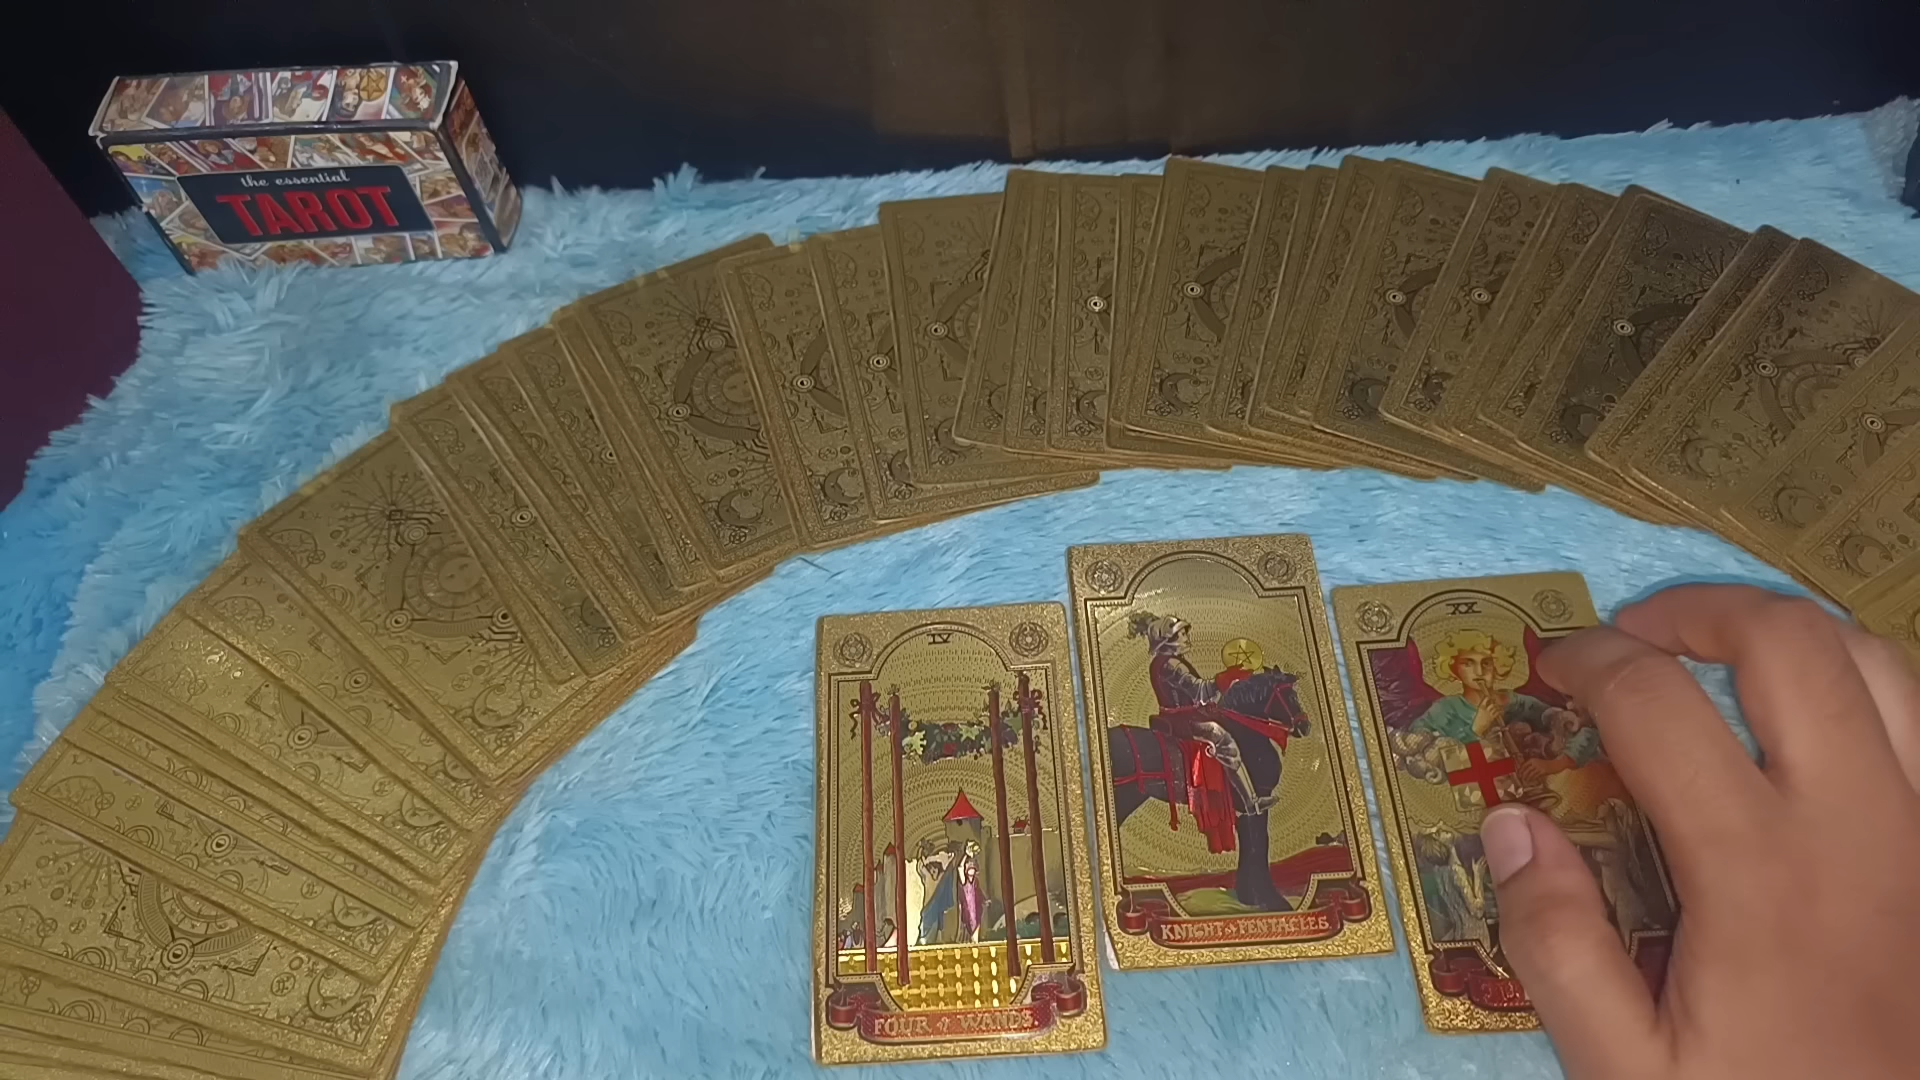 the essential
TAROT
IV
FOUR of WANDS.
KNIGHT of PENTACLES.
XX